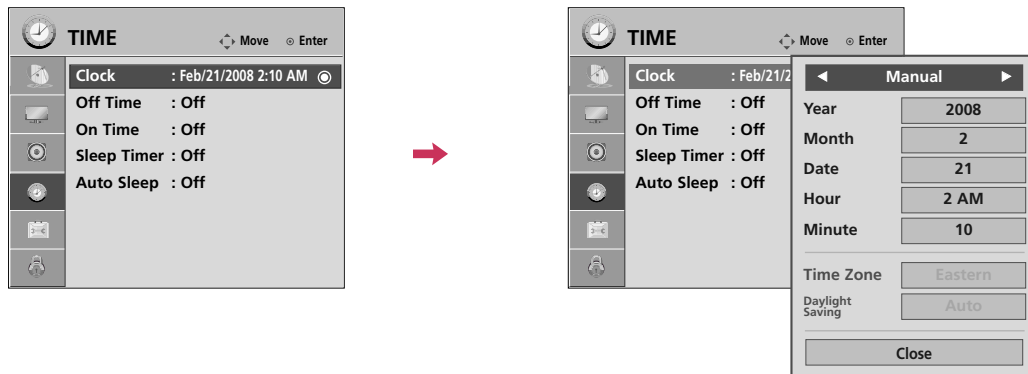 TIME Move Enter
Clock : Feb/21/2008 2:10 AM
Off Time : Off
On Time : Off
Sleep Timer : Off
Auto Sleep : Off
TIME Move Enter
Clock : Feb/21/2
Off Time : Off
On Time : Off
Sleep Timer : Off
Auto Sleep : Off
Manual
Year 2008
Month 2
Date 21
Hour 2 AM
Minute 10
Time Zone Eastern
Daylight
Saving Auto
Close